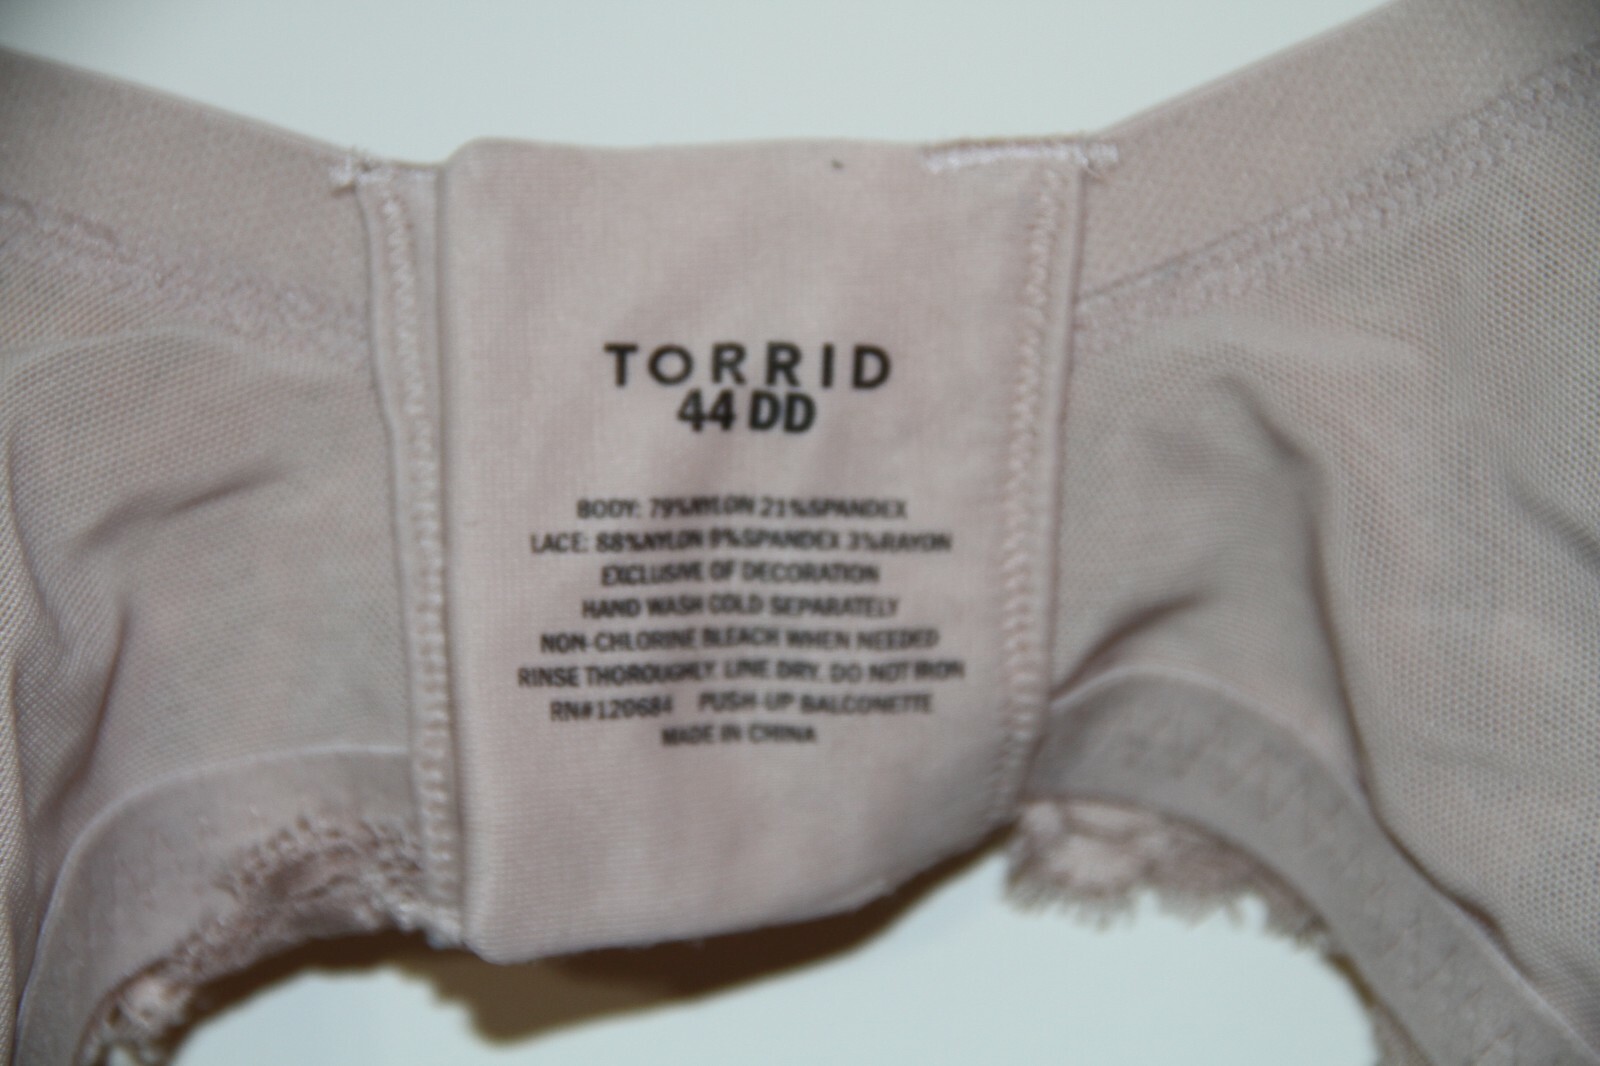 TORRID
44 DD
BODY: 79%NYLON 21%SPANDEX
LACE: 88%NYLON 9%SPANDEX 3%RAYON
EXCLUSIVE OF DECORATION
HAND WASH COLD SEPARATELY
NON-CHLORINE BLEACH WHEN NEEDED
RINSE THOROUGHLY. LINE DRY. DO NOT IRON
RN#120684 PUSH-UP BALCONETTE
MADE IN CHINA